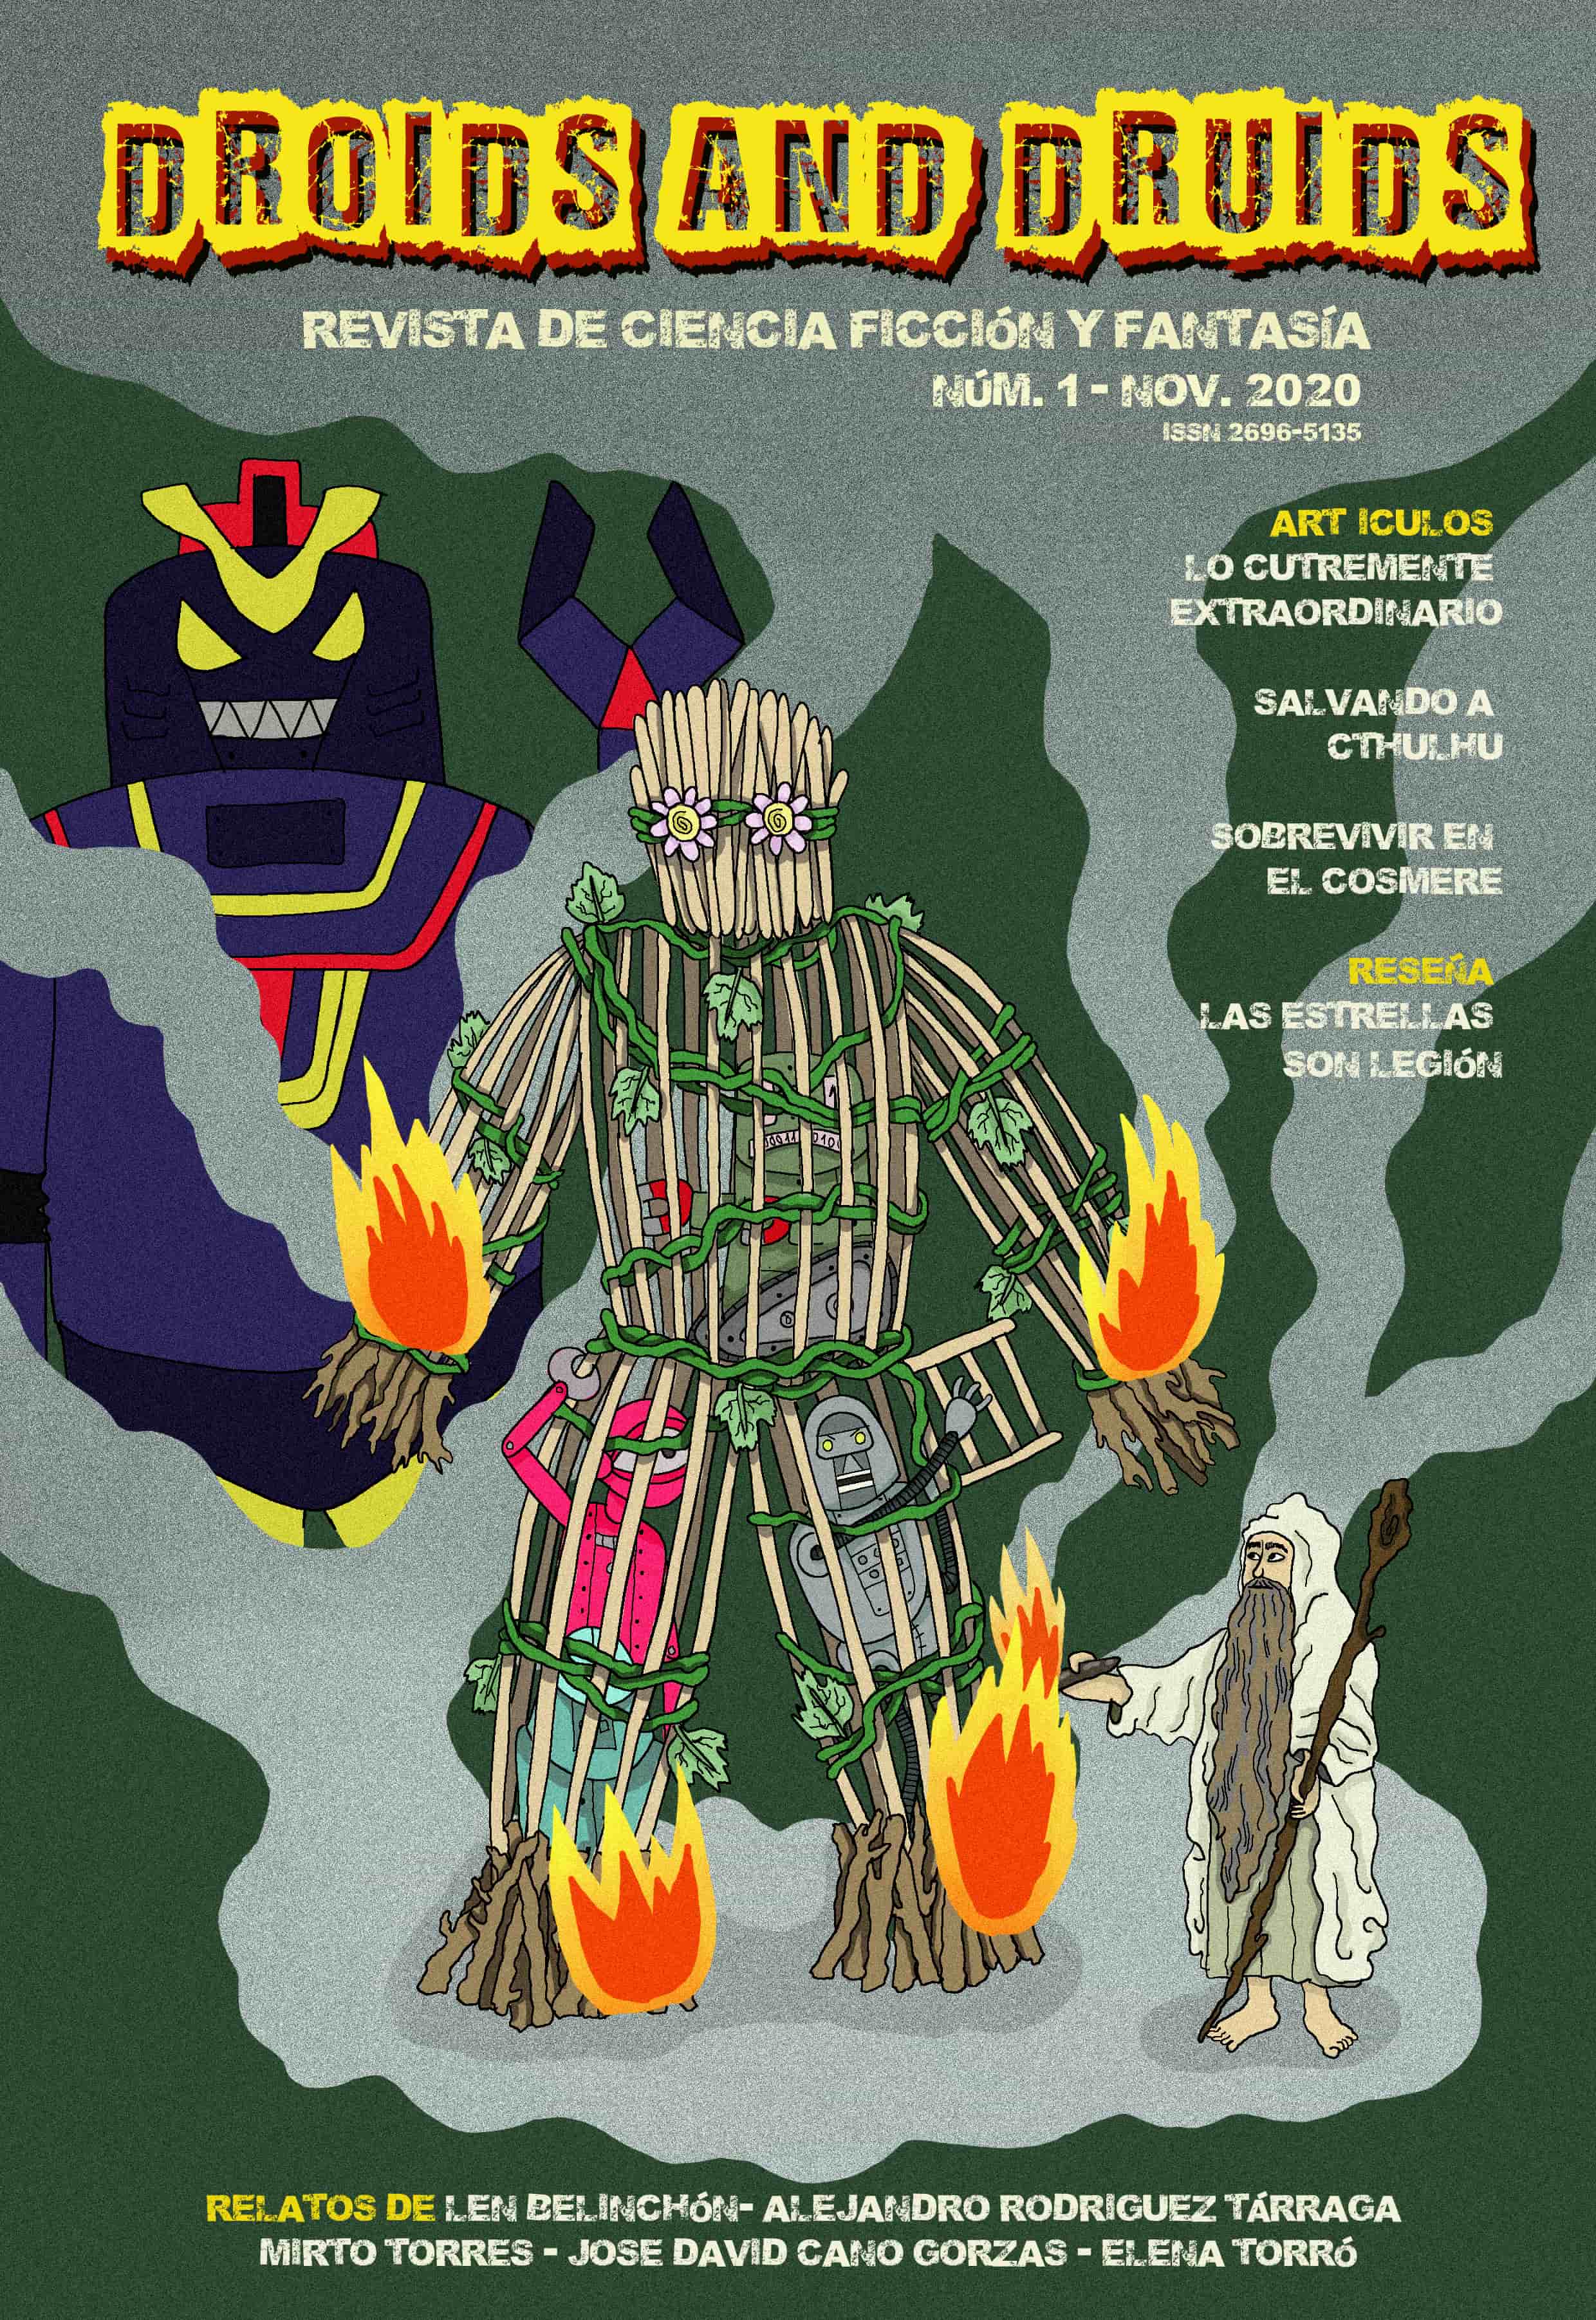 DROIDS AND DRUIDS
REVISTA DE CIENCIA FICCIÓN Y FANTASÍA
NÚM. 1 - NOV. 2020
ISSN 2696-5135
ART ICULOS
LO CUTREMENTE
EXTRAORDINARIO
SALVANDO A
CTHULHU
SOBREVIVIR EN
EL COSMERE
RESEÑA
LAS ESTRELLAS
SON LEGIÓN
RELATOS DE LEN BELINCHÓN- ALEJANDRO RODRIGUEZ TÁRRAGA
MIRTO TORRES - JOSE DAVID CANO GORZAS - ELENA TORRÓ